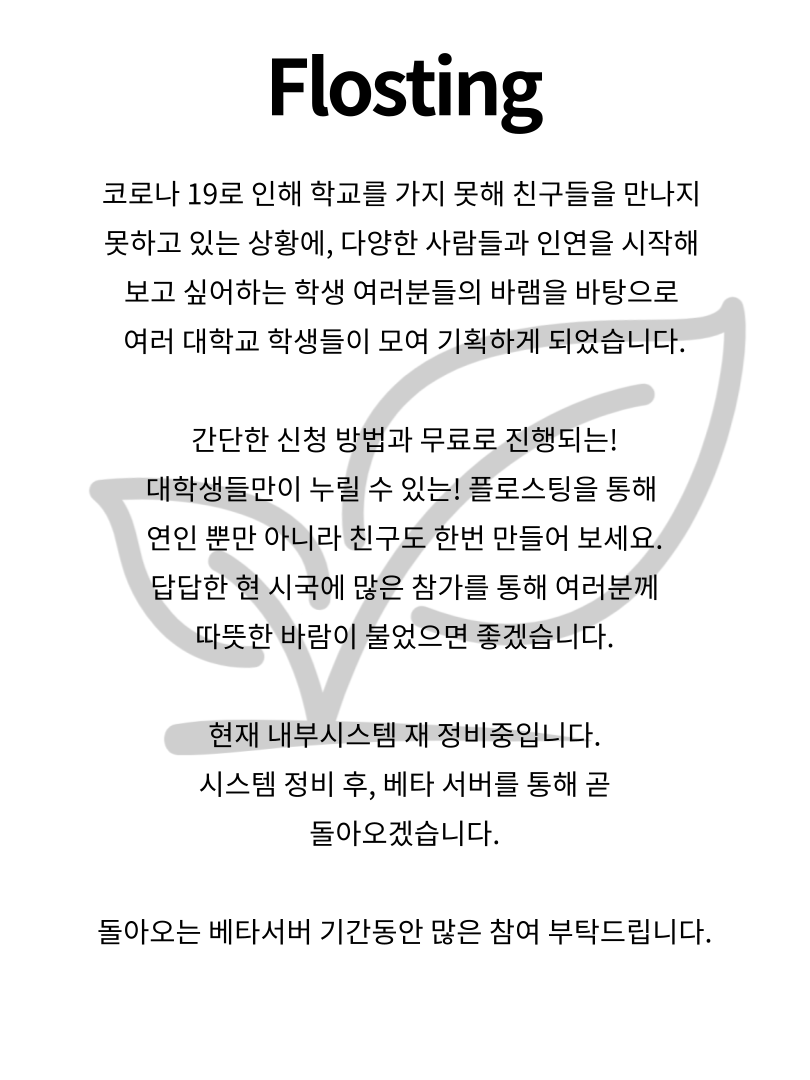 Flosting
코로나 19로 인해 학교를 가지 못해 친구들을 만나지
못하고 있는 상황에, 다양한 사람들과 인연을 시작해
보고 싶어하는 학생 여러분들의 바램을 바탕으로
여러 대학교 학생들이 모여 기획하게 되었습니다.
간단한 신청 방법과 무료로 진행되는!
대학생들만이 누릴 수 있는! 플로스팅을 통해
연인 뿐만 아니라 친구도 한번 만들어 보세요.
답답한 현 시국에 많은 참가를 통해 여러분께
따뜻한 바람이 불었으면 좋겠습니다.
현재 내부시스템 재 정비중입니다.
시스템 정비 후, 베타 서버를 통해 곧
돌아오겠습니다.
돌아오는 베타서버 기간동안 많은 참여 부탁드립니다.